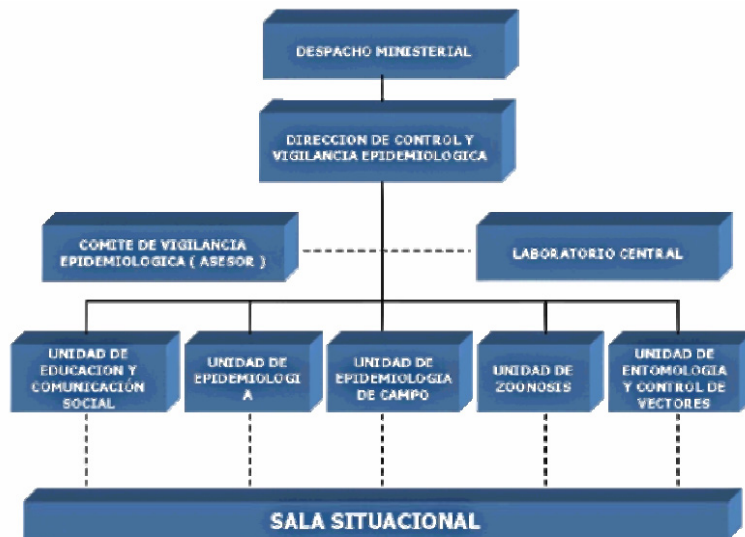 DESPACHO MINISTERIAL
DIRECCION DE CONTROL Y
VIGILANCIA EPIDEMIOLOGICA
COMITE DE VIGILANCIA
EPIDEMIOLOGICA ( ASESOR )
LABORATORIO CENTRAL
UNIDAD DE
EDUCACION Y
COMUNICACIÓN
SOCIAL
UNIDAD DE
EPIDEMIOLOGI
A
UNIDAD DE
EPIDEMIOLOGIA
DE CAMPO
UNIDAD DE
ZOONOSIS
UNIDAD DE
ENTOMOLOGIA
Y CONTROL DE
VECTORES
SALA SITUACIONAL